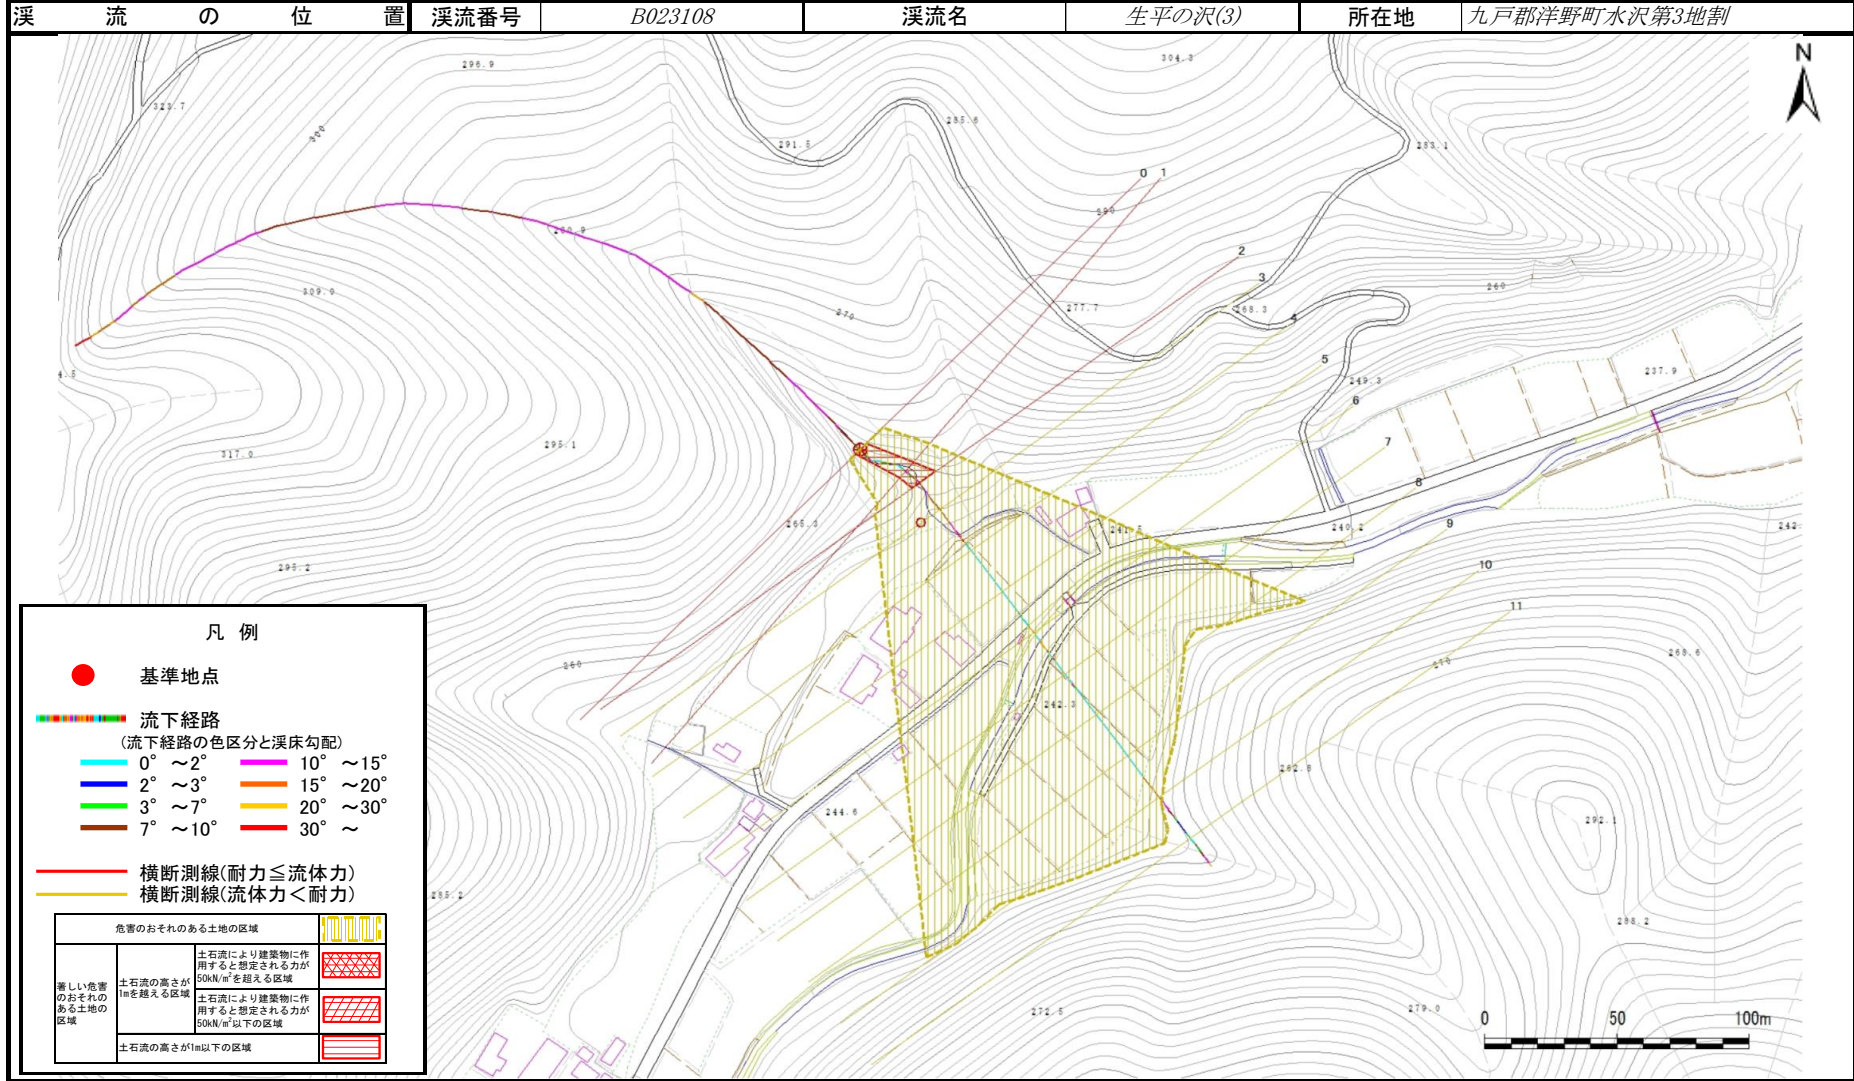 渓流の位置 渓流番号 B023108 渓流名 生平の沢(3) 所在地 九戸郡洋野町水沢第3地割
N
296.9
304.3
323.7
300
285.6
291.5
283.1
0 1
290
280.9
2
3
309.0
260
277.7
268.3
270
4
5
4.5
249.3
237.9
6
295.1
7
317.0
8
265.3
241.5
240.2
9
242.
295.2
10
11
260
268.6
270
242.3
262.6
244.6
292.1
285.2
288.2
272.5
279.0
0 50 100m
凡 例
基準地点
流下経路
(流下経路の色区分と渓床勾配)
0° ~2° 10° ~15°
2° ~3° 15° ~20°
3° ~7° 20° ~30°
7° ~10° 30° ~
横断測線(耐力≦流体力)
横断測線(流体力<耐力)
危害のおそれのある土地の区域
著しい危害
のおそれの
ある土地の
区域
土石流の高さが
1mを越える区域
土石流により建築物に作
用すると想定される力が
50kN/m²を超える区域
土石流により建築物に作
用すると想定される力が
50kN/m²以下の区域
土石流の高さが1m以下の区域